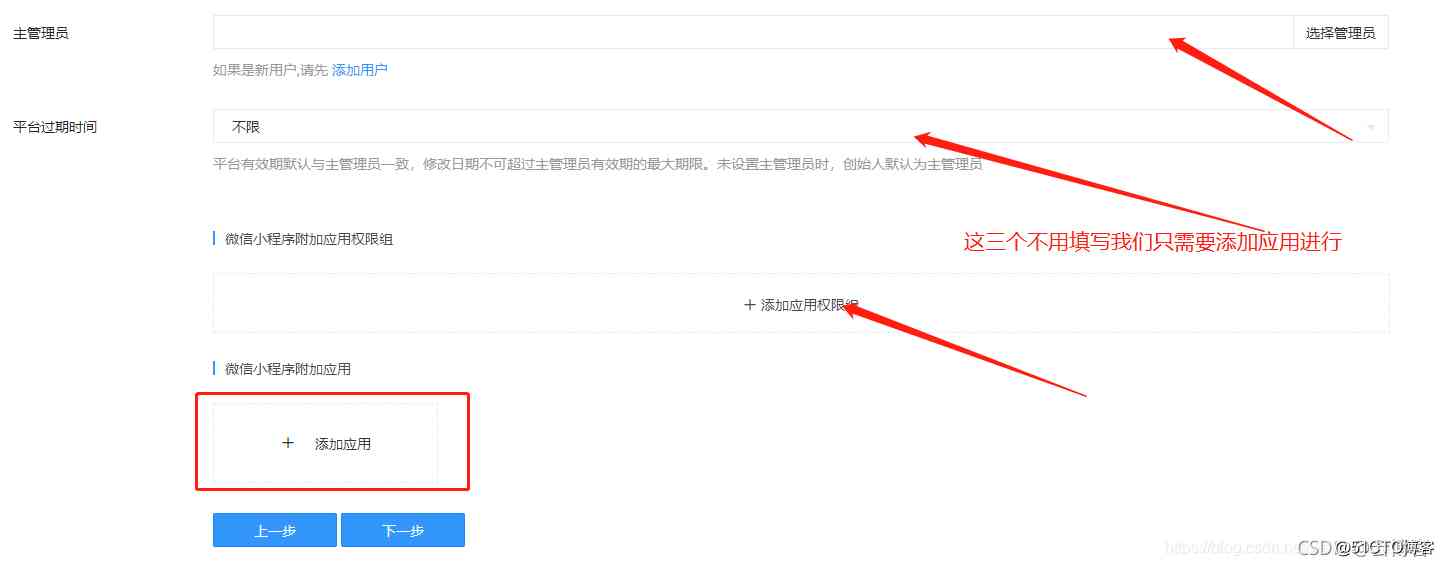 主管理员
选择管理员
如果是新用户,请先 添加用户
平台过期时间
不限
平台有效期默认与主管理员一致，修改日期不可超过主管理员有效期的最大期限。未设置主管理员时，创始人默认为主管理员
微信小程序附加应用权限组
这三个不用填写我们只需要添加应用进行
+ 添加应用权限组
微信小程序附加应用
+ 添加应用
上一步
下一步
https://blog.csdn.n
CSD
@51CTO博客